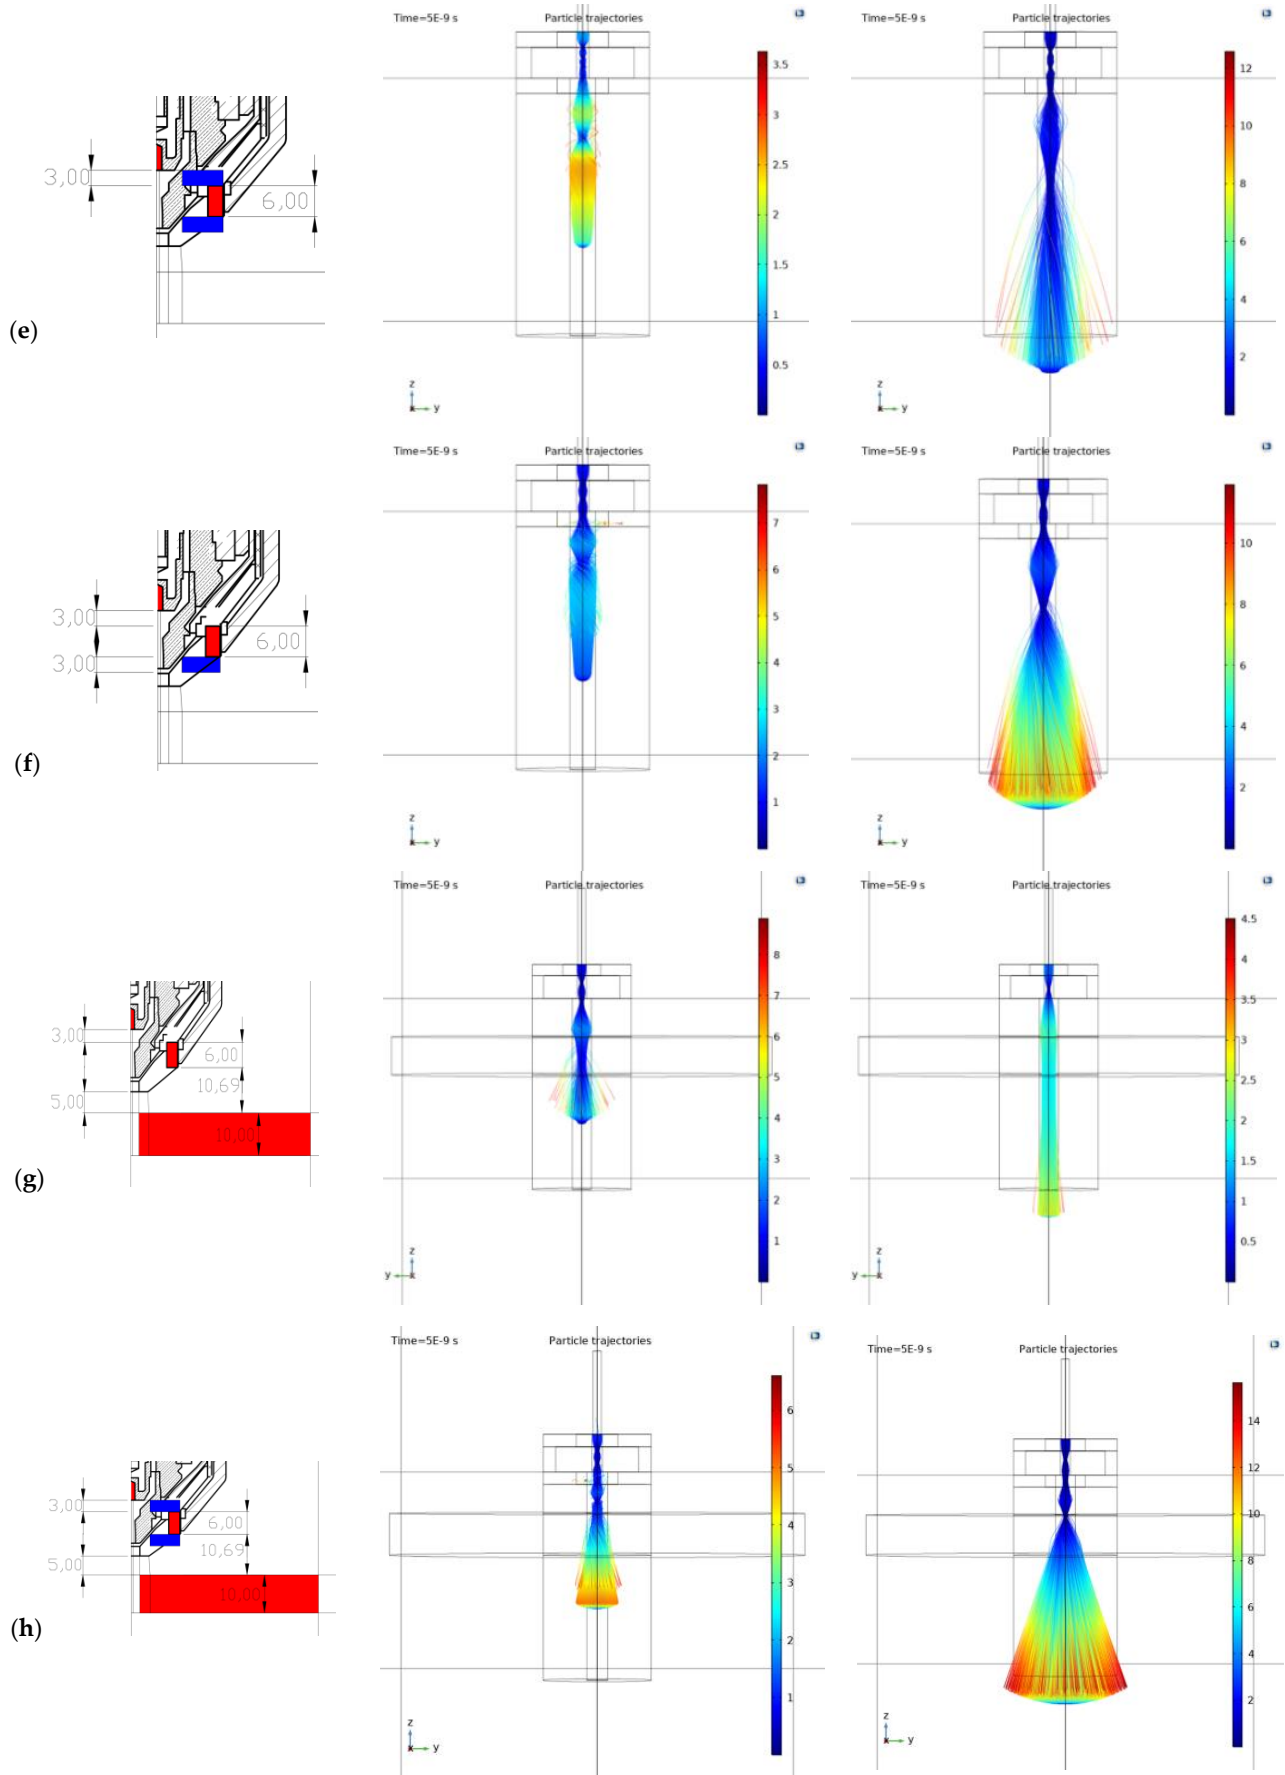 Time=5E-9 s Particle trajectories
3.5
3
2.5
2
1.5
1
0.5
z
y
Time=5E-9 s Particle trajectories
12
10
8
6
4
2
z
y
3,00
6,00
(e)
Time=5E-9 s Particle trajectories
7
6
5
4
3
2
1
z
y
Time=5E-9 s Particle trajectories
10
8
6
4
2
z
y
3,00
3,00
6,00
(f)
Time=5E-9 s Particle trajectories
8
7
6
5
4
3
2
1
z
y
Time=5E-9 s Particle trajectories
4.5
4
3.5
3
2.5
2
1.5
1
0.5
z
y
3,00
6,00
10,69
5,00
10,00
(g)
Time=5E-9 s Particle trajectories
6
5
4
3
2
1
z
y
Time=5E-9 s Particle trajectories
14
12
10
8
6
4
2
z
y
3,00
6,00
10,69
5,00
10,00
(h)